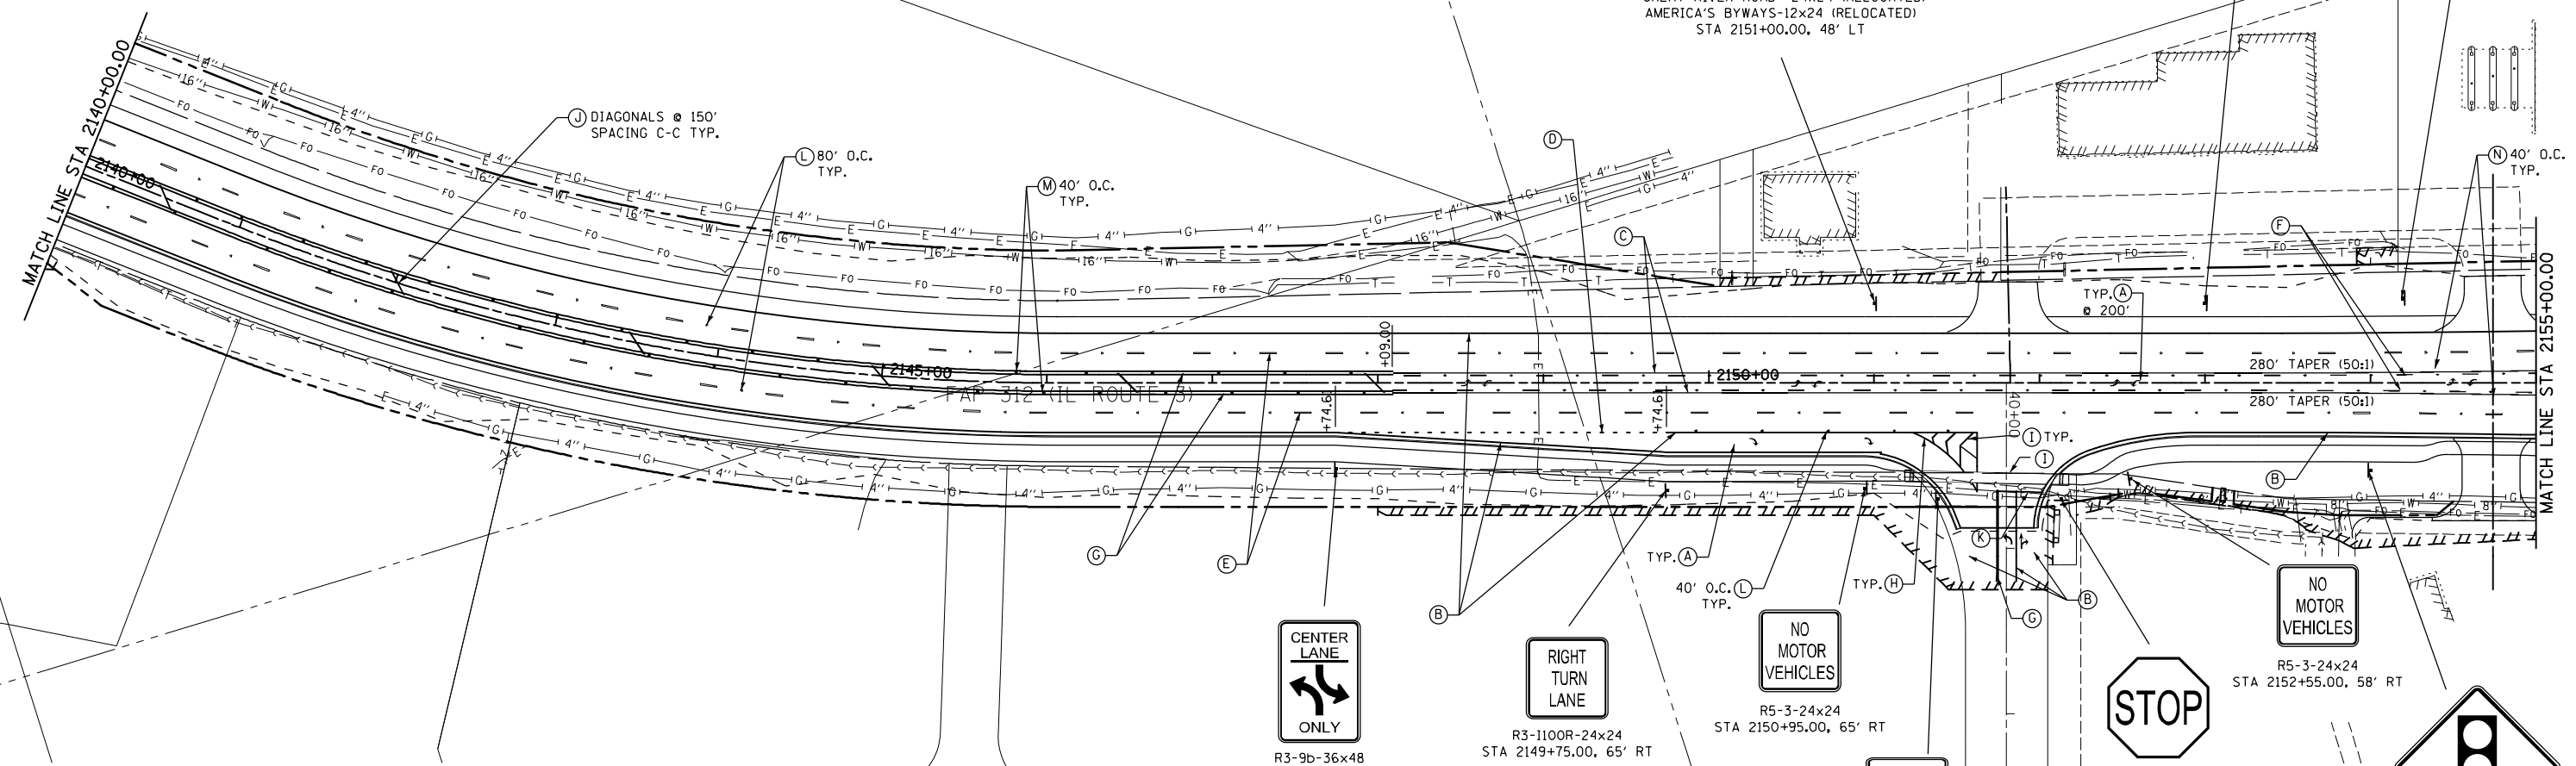 AMERICA'S BYWAYS-12x24 (RELOCATED)
STA 2151+00.00, 48' LT
MATCH LINE STA 2140+00.00
2140+00
J DIAGONALS @ 150'
SPACING C-C TYP.
L 80' O.C.
TYP.
M 40' O.C.
TYP.
D
C
F
N 40' O.C.
TYP.
TYP. A
@ 200'
+09.00
2145+00
FAP 312 (IL ROUTE 3)
2150+00
280' TAPER (50:1)
280' TAPER (50:1)
MATCH LINE STA 2155+00.00
40+00
I TYP.
I
B
G
E
B
TYP. A
40' O.C. L
TYP.
TYP. H
K
B
G
CENTER
LANE
ONLY
R3-9b-36x48
RIGHT
TURN
LANE
R3-1100R-24x24
STA 2149+75.00, 65' RT
NO
MOTOR
VEHICLES
R5-3-24x24
STA 2150+95.00, 65' RT
STOP
NO
MOTOR
VEHICLES
R5-3-24x24
STA 2152+55.00, 58' RT